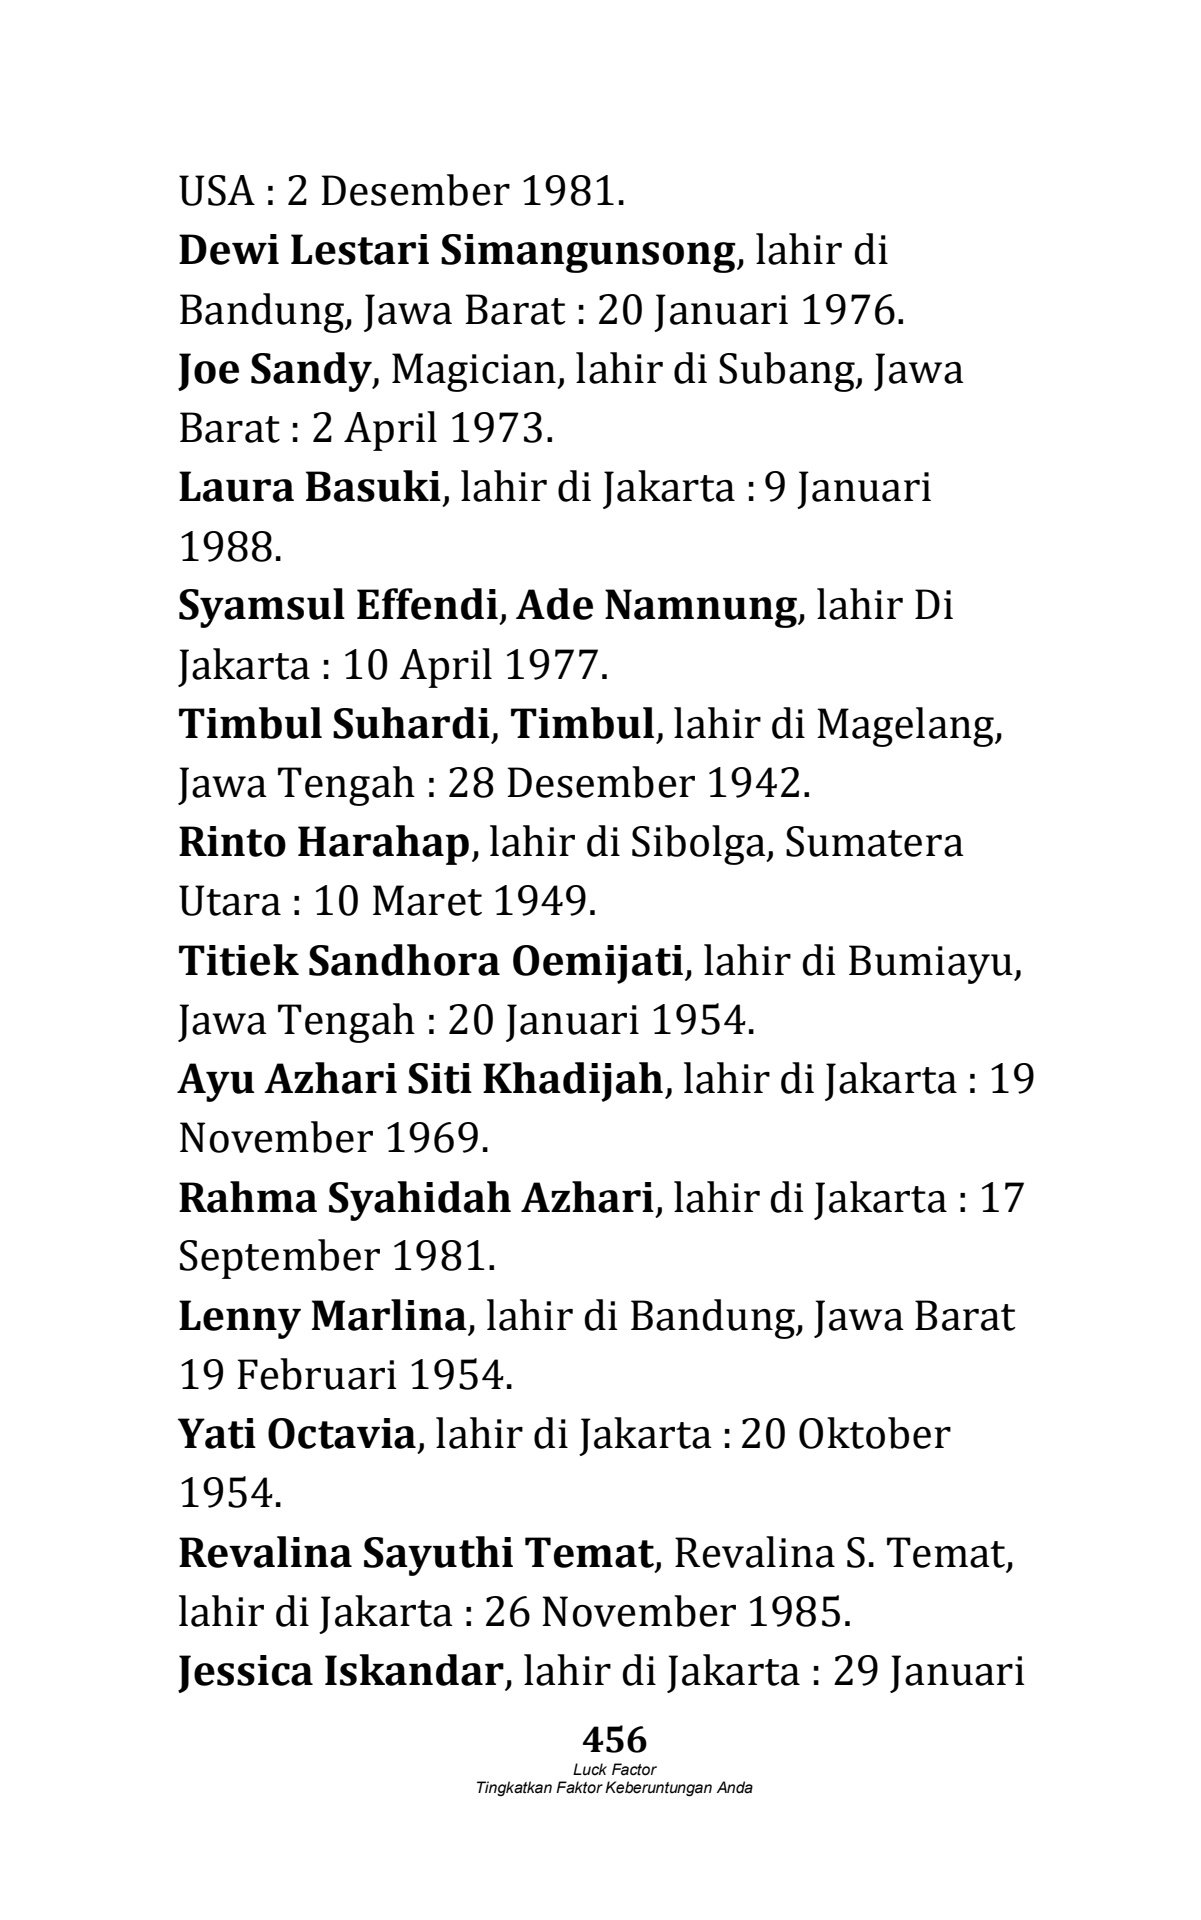 USA : 2 Desember 1981.
Dewi Lestari Simangunsong, lahir di
Bandung, Jawa Barat : 20 Januari 1976.
Joe Sandy, Magician, lahir di Subang, Jawa
Barat : 2 April 1973.
Laura Basuki, lahir di Jakarta : 9 Januari
1988.
Syamsul Effendi, Ade Namnung, lahir Di
Jakarta : 10 April 1977.
Timbul Suhardi, Timbul, lahir di Magelang,
Jawa Tengah : 28 Desember 1942.
Rinto Harahap, lahir di Sibolga, Sumatera
Utara : 10 Maret 1949.
Titiek Sandhora Oemijati, lahir di Bumiayu,
Jawa Tengah : 20 Januari 1954.
Ayu Azhari Siti Khadijah, lahir di Jakarta : 19
November 1969.
Rahma Syahidah Azhari, lahir di Jakarta : 17
September 1981.
Lenny Marlina, lahir di Bandung, Jawa Barat
19 Februari 1954.
Yati Octavia, lahir di Jakarta : 20 Oktober
1954.
Revalina Sayuthi Temat, Revalina S. Temat,
lahir di Jakarta : 26 November 1985.
Jessica Iskandar, lahir di Jakarta : 29 Januari
456
Luck Factor
Tingkatkan Faktor Keberuntungan Anda